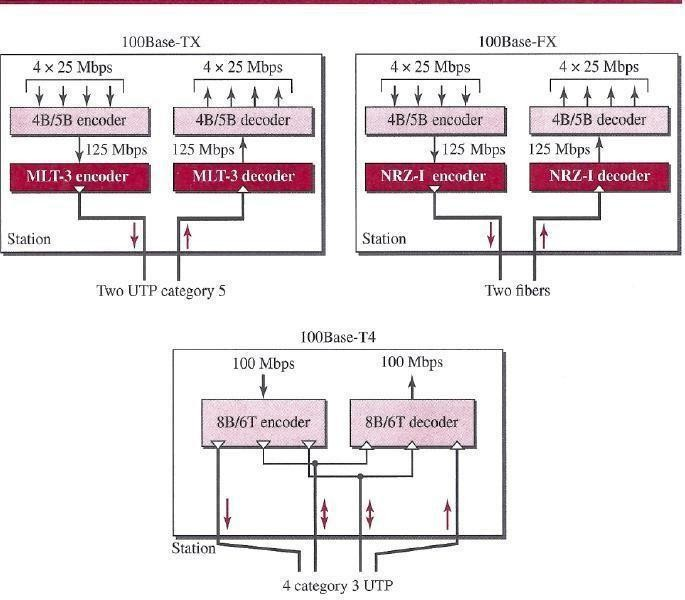 100Base-TX
4 × 25 Mbps
4 × 25 Mbps
4B/5B encoder
4B/5B decoder
125 Mbps
125 Mbps
MLT-3 encoder
MLT-3 decoder
Station
Two UTP category 5
100Base-FX
4 × 25 Mbps
4 × 25 Mbps
4B/5B encoder
4B/5B decoder
125 Mbps
125 Mbps
NRZ-I encoder
NRZ-I decoder
Station
Two fibers
100Base-T4
100 Mbps
100 Mbps
8B/6T encoder
8B/6T decoder
Station
4 category 3 UTP